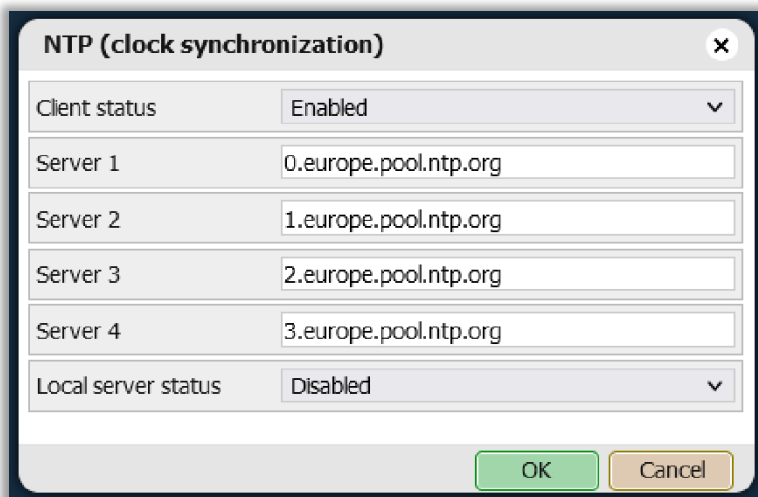 NTP (clock synchronization)
Client status Enabled
Server 1 0.europe.pool.ntp.org
Server 2 1.europe.pool.ntp.org
Server 3 2.europe.pool.ntp.org
Server 4 3.europe.pool.ntp.org
Local server status Disabled
OK Cancel